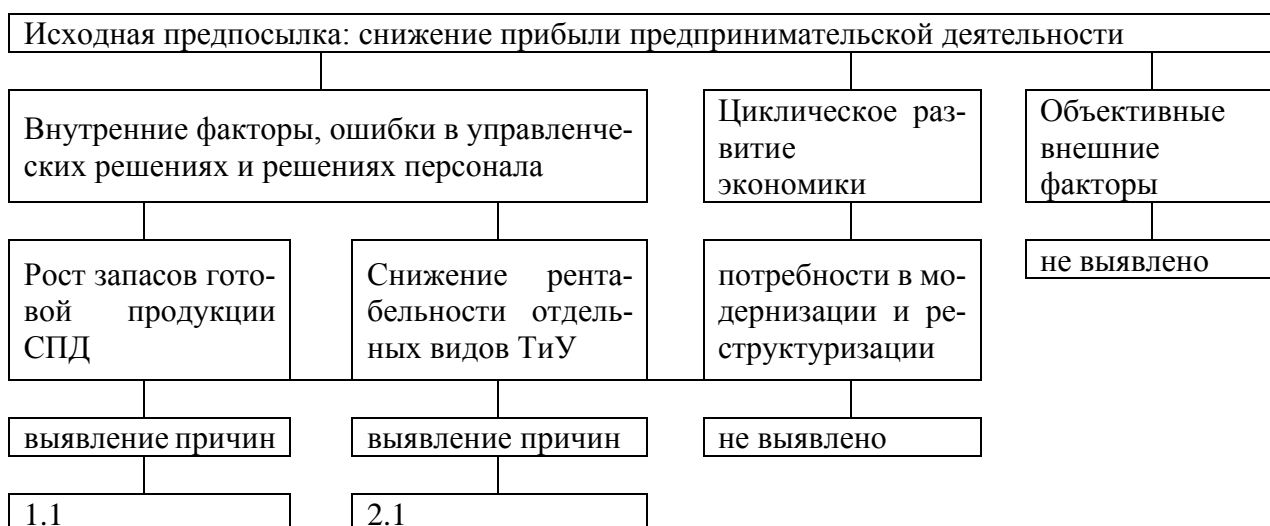 Исходная предпосылка: снижение прибыли предпринимательской деятельности
Внутренние факторы, ошибки в управленче-
ских решениях и решениях персонала
Циклическое раз-
витие
экономики
Объективные
внешние
факторы
Рост запасов гото-
вой продукции
СПД
Снижение рента-
бельности отдель-
ных видов ТиУ
потребности в мо-
дернизации и ре-
структуризации
не выявлено
выявление причин
выявление причин
не выявлено
1.1
2.1